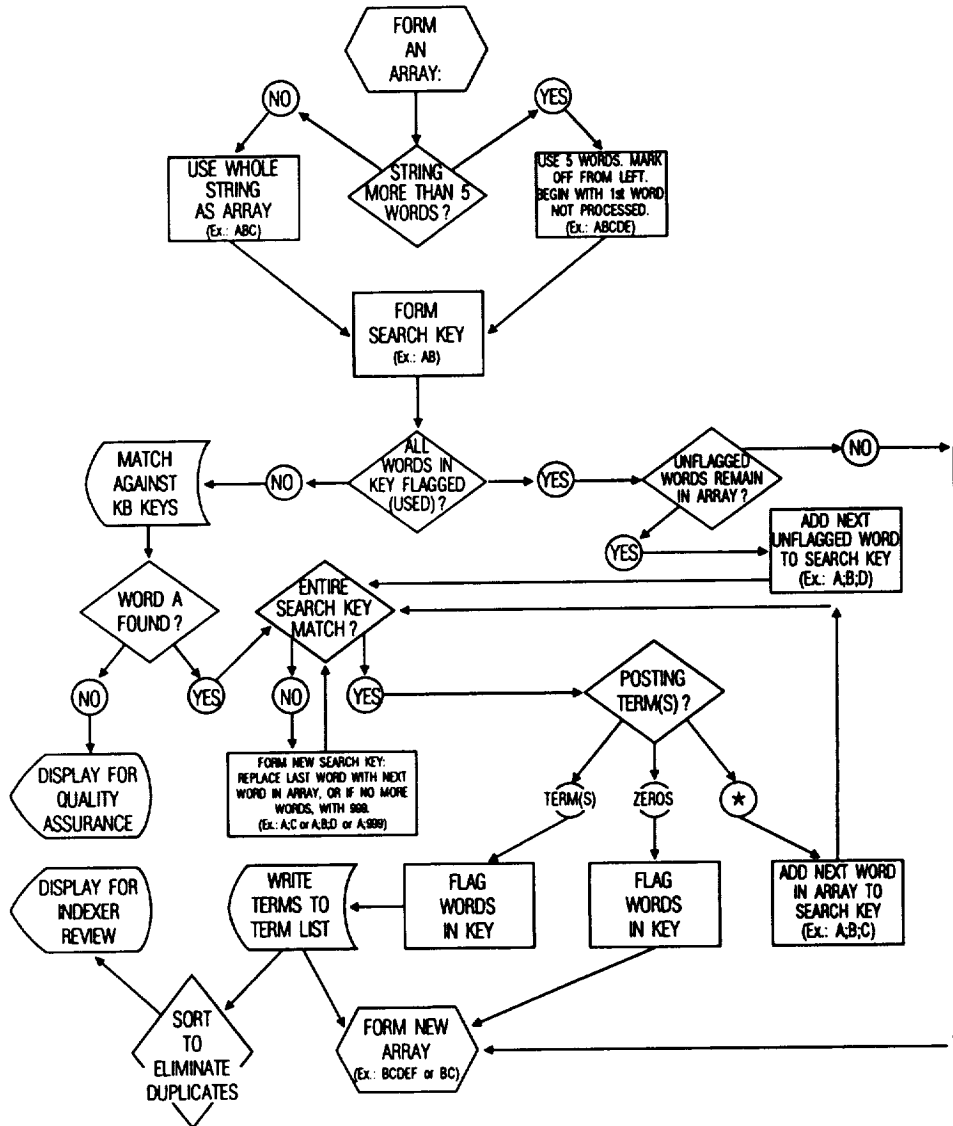 FORM
AN
ARRAY:
NO
YES
USE WHOLE
STRING
AS ARRAY
(Ex.: ABC)
STRING
MORE THAN 5
WORDS?
USE 5 WORDS. MARK
OFF FROM LEFT.
BEGIN WITH 1st WORD
NOT PROCESSED.
(Ex.: ABCDE)
FORM
SEARCH KEY
(Ex.: AB)
MATCH
AGAINST
KB KEYS
NO
ALL
WORDS IN
KEY FLAGGED
(USED)?
YES
UNFLAGGED
WORDS REMAIN
IN ARRAY?
NO
YES
ADD NEXT
UNFLAGGED WORD
TO SEARCH KEY
(Ex.: A;B;D)
WORD A
FOUND?
ENTIRE
SEARCH KEY
MATCH?
NO
YES
NO
YES
POSTING
TERM(S)?
DISPLAY FOR
QUALITY
ASSURANCE
FORM NEW SEARCH KEY:
REPLACE LAST WORD WITH NEXT
WORD IN ARRAY, OR IF NO MORE
WORDS, WITH 999.
(Ex.: A;C or A;B;D or A;999)
TERM(S)
ZEROS
*
DISPLAY FOR
INDEXER
REVIEW
WRITE
TERMS TO
TERM LIST
FLAG
WORDS
IN KEY
FLAG
WORDS
IN KEY
ADD NEXT WORD
IN ARRAY TO
SEARCH KEY
(Ex.: A;B;C)
SORT
TO
ELIMINATE
DUPLICATES
FORM NEW
ARRAY
(Ex.: BCDEF or BC)